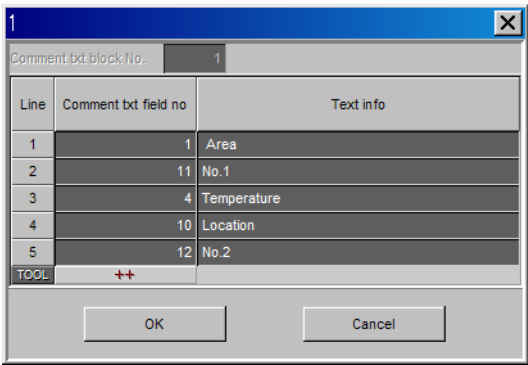 1
Comment txt block No. 1
Line Comment txt field no Text info
1 1 Area
2 11 No.1
3 4 Temperature
4 10 Location
5 12 No.2
TOOL ++
OK Cancel